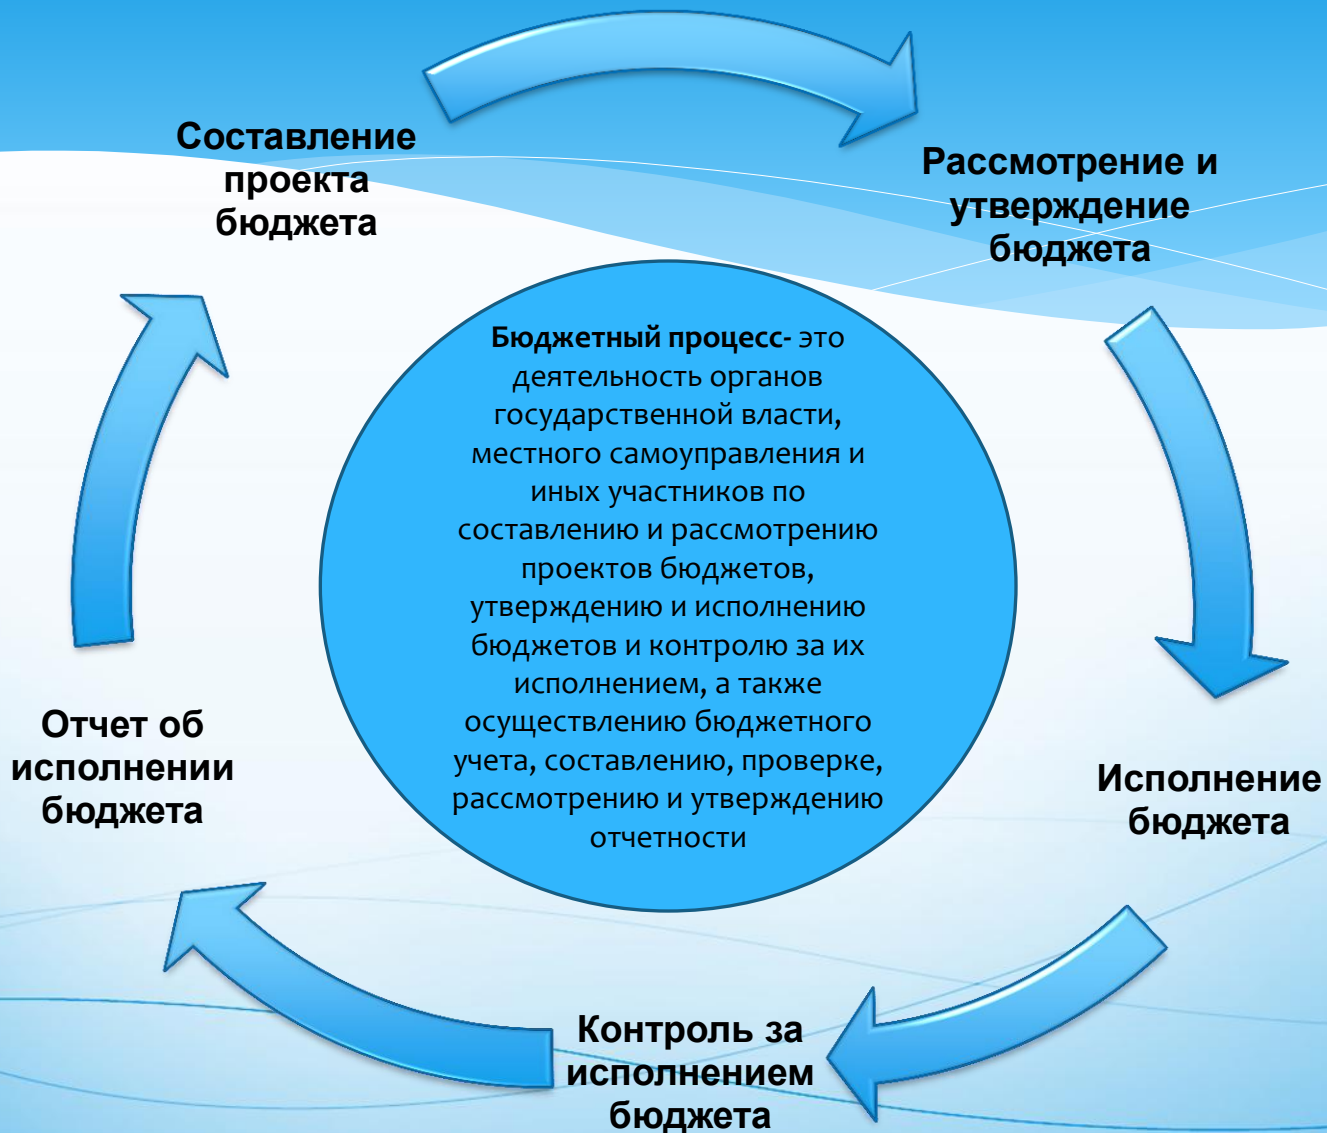 Составление
проекта
бюджета
Рассмотрение и
утверждение
бюджета
Бюджетный процесс- это
деятельность органов
государственной власти,
местного самоуправления и
иных участников по
составлению и рассмотрению
проектов бюджетов,
утверждению и исполнению
бюджетов и контролю за их
исполнением, а также
осуществлению бюджетного
учета, составлению, проверке,
рассмотрению и утверждению
отчетности
Исполнение
бюджета
Контроль за
исполнением
бюджета
Отчет об
исполнении
бюджета